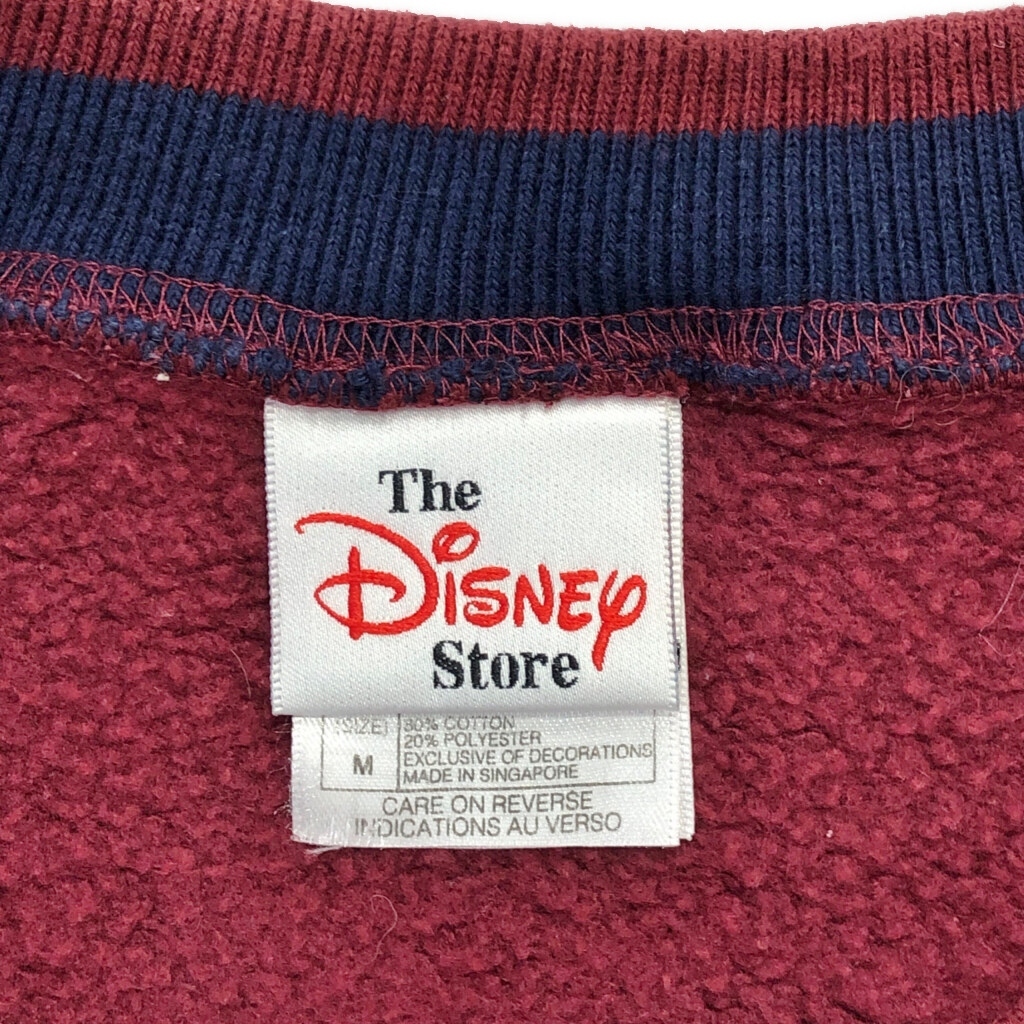 The
Disney
Store
(SIZE)
M
80% COTTON
20% POLYESTER
EXCLUSIVE OF DECORATIONS
MADE IN SINGAPORE
CARE ON REVERSE
INDICATIONS AU VERSO